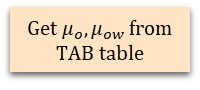 Get μₒ, μₒw from
TAB table